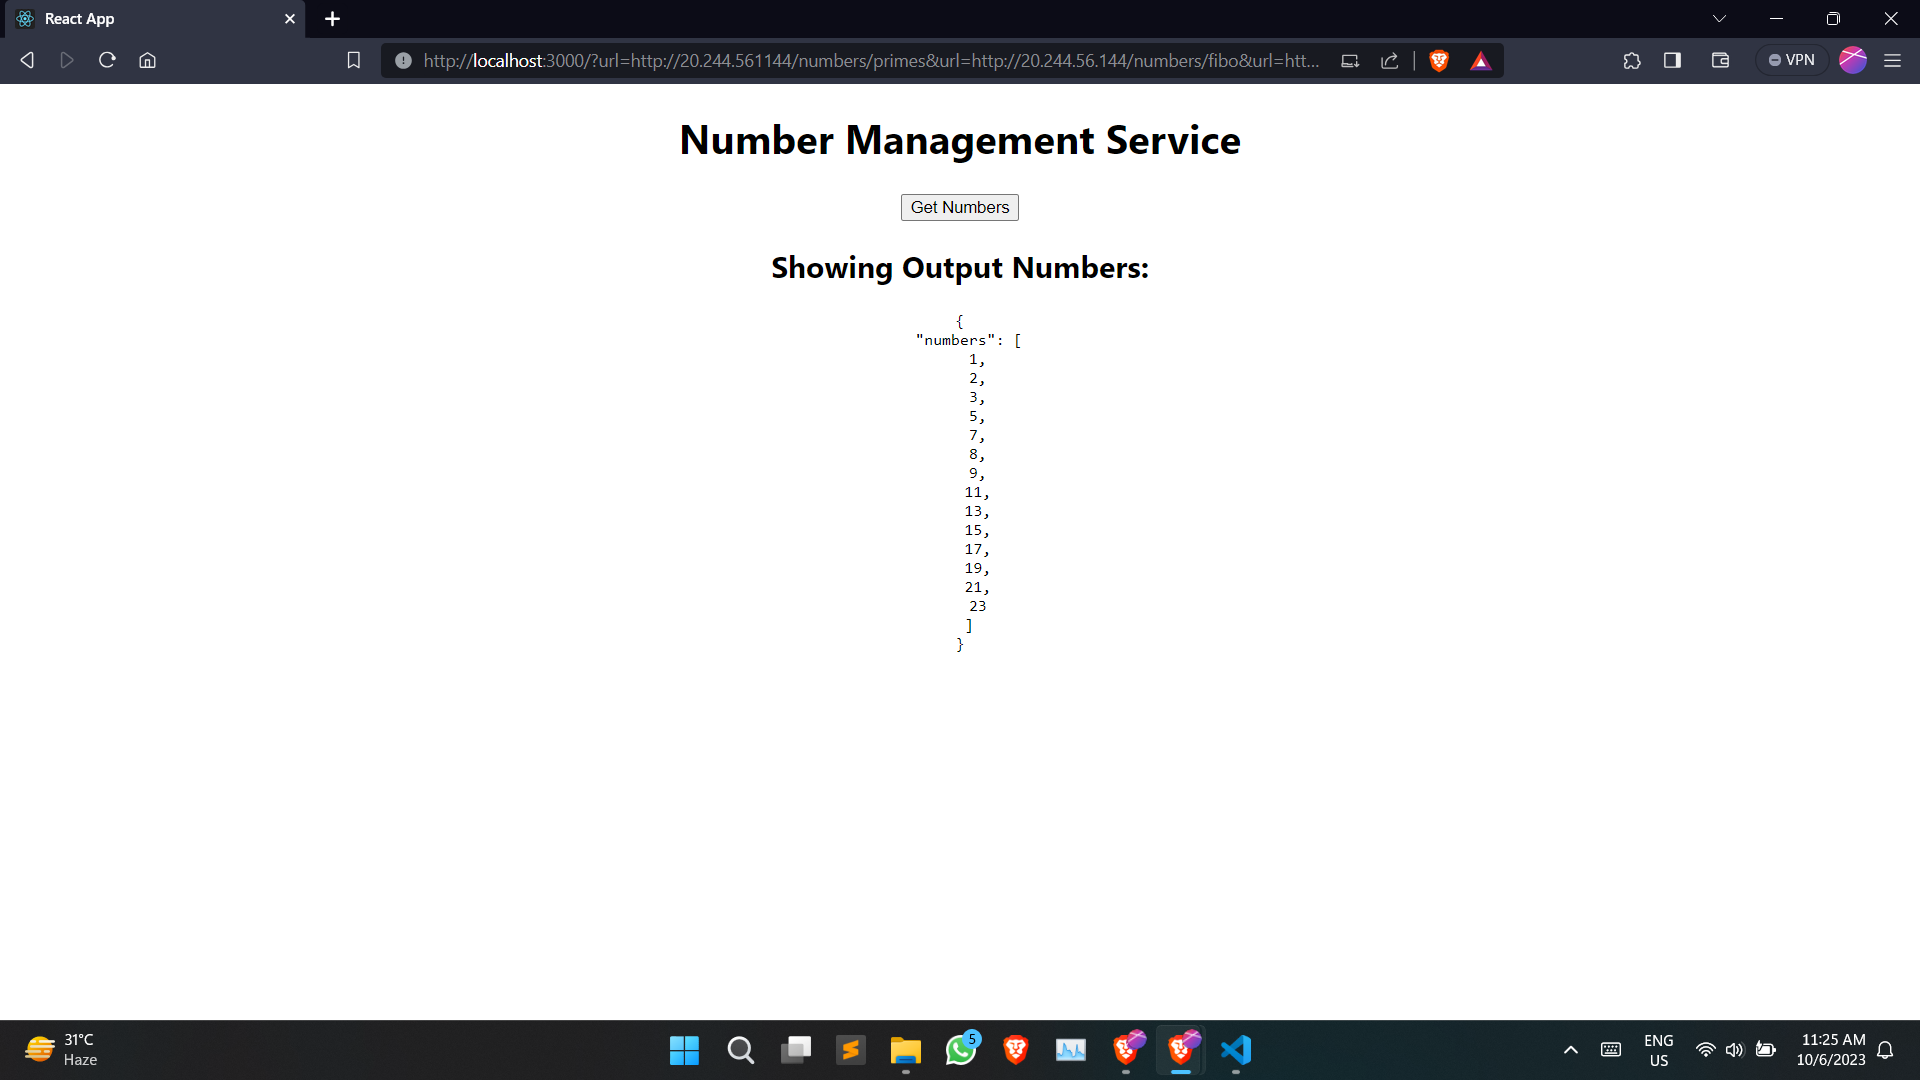 React App
http://localhost:3000/?url=http://20.244.561144/numbers/primes&url=http://20.244.56.144/numbers/fibo&url=htt...
VPN
Number Management Service
Get Numbers
Showing Output Numbers:
{
"numbers": [
1,
2,
3,
5,
7,
8,
9,
11,
13,
15,
17,
19,
21,
23
]
}
31°C
Haze
5
ENG
US
11:25 AM
10/6/2023